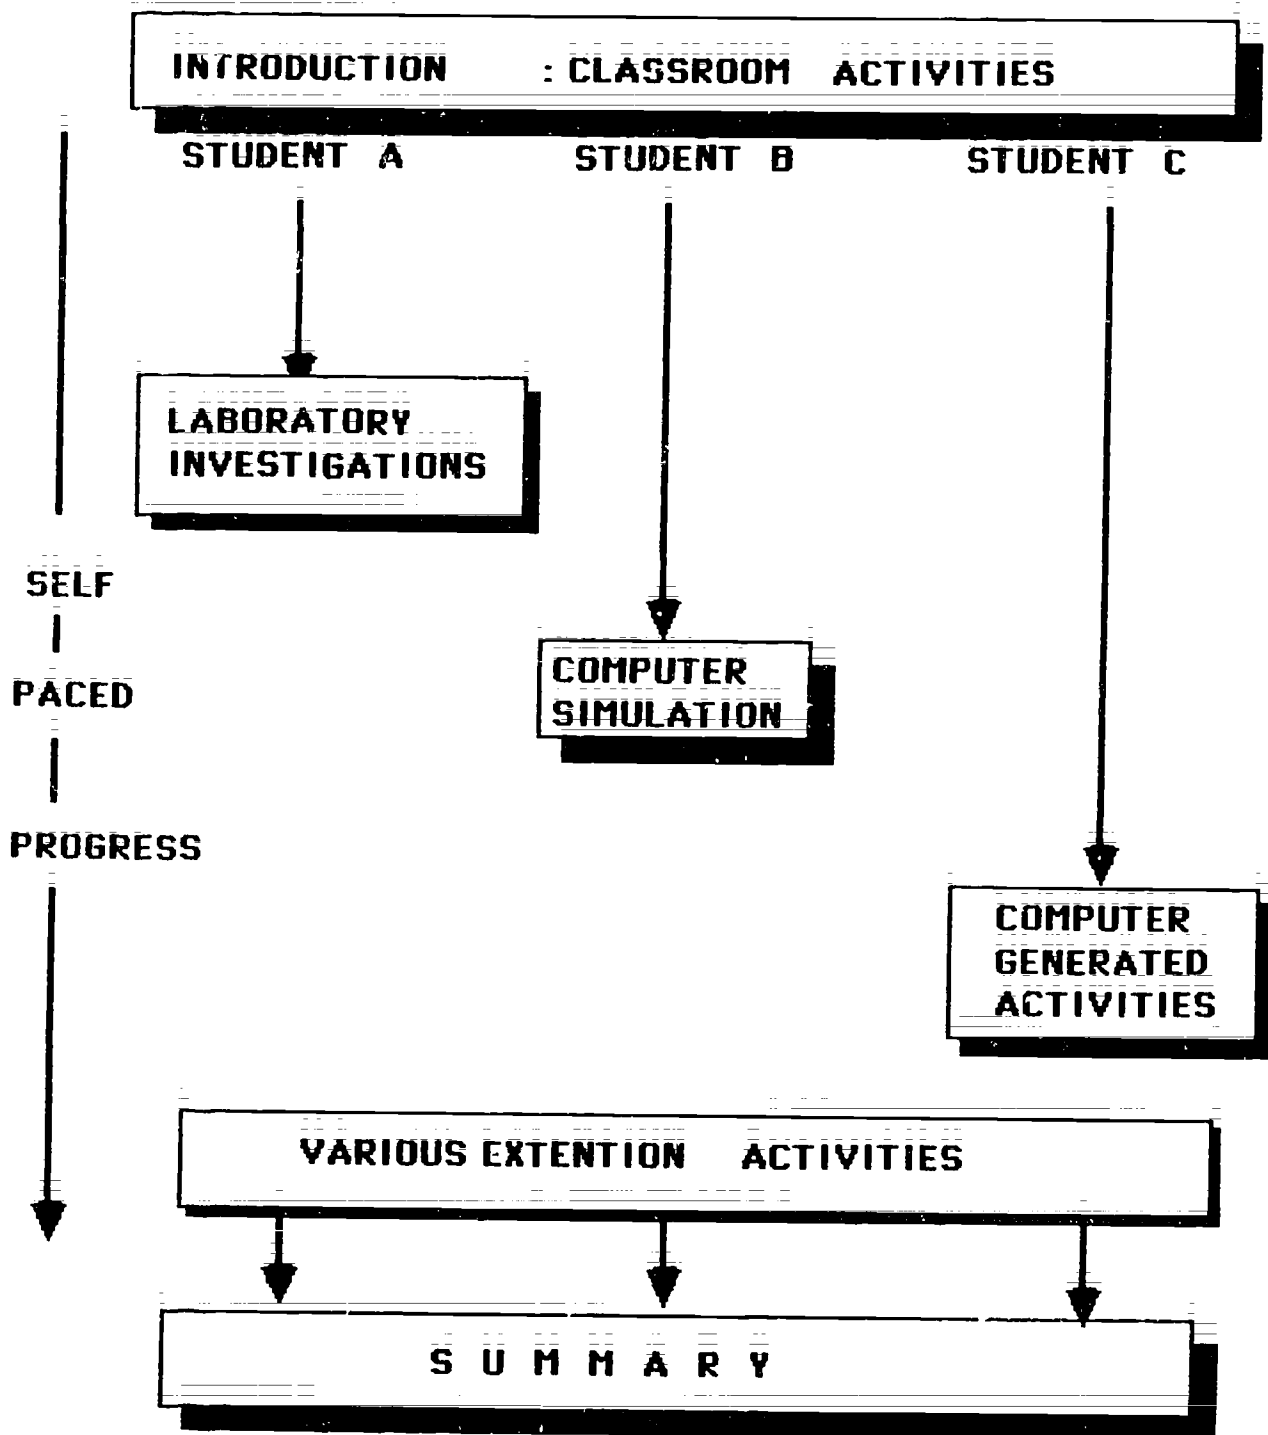 INTRODUCTION : CLASSROOM ACTIVITIES
STUDENT A STUDENT B STUDENT C
LABORATORY
INVESTIGATIONS
SELF
PACED
PROGRESS
COMPUTER
SIMULATION
COMPUTER
GENERATED
ACTIVITIES
VARIOUS EXTENTION ACTIVITIES
S U M M A R Y